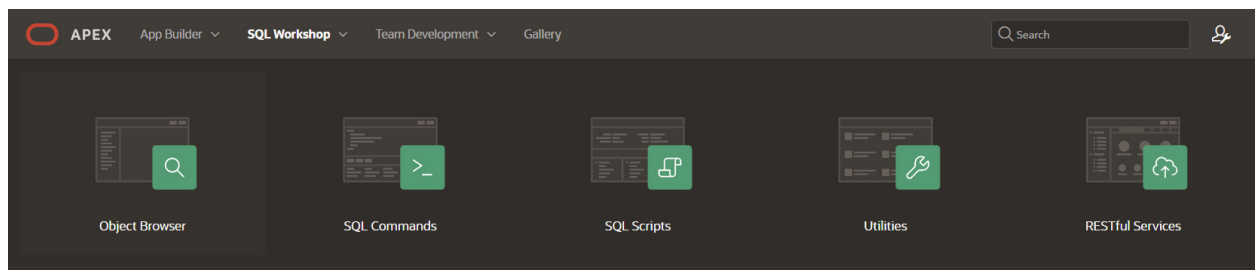 APEX App Builder SQL Workshop Team Development Gallery Search
Object Browser SQL Commands SQL Scripts Utilities RESTful Services